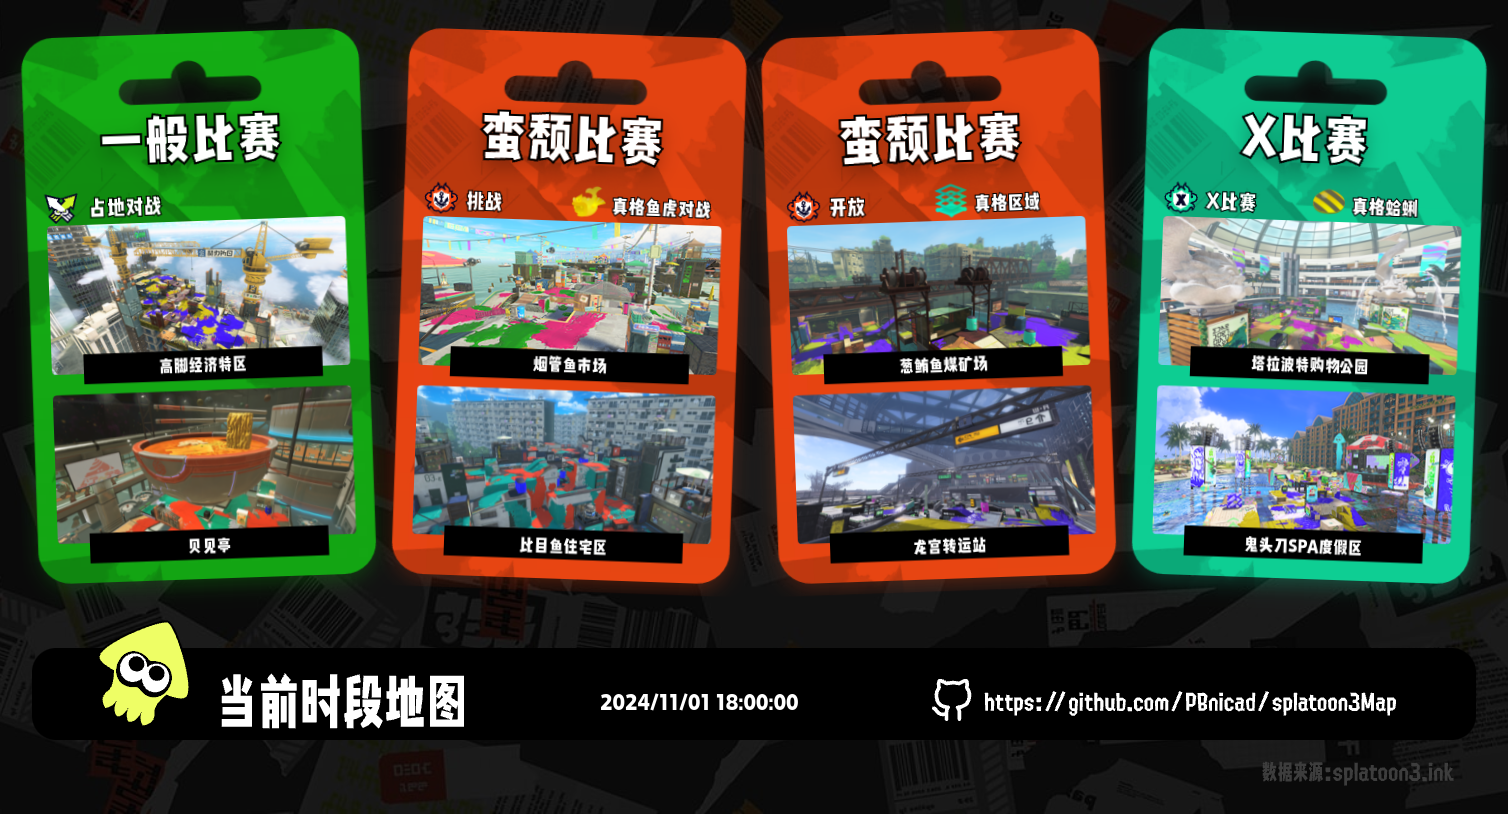 一般比赛
占地对战
高脚经济特区
贝见亭
蛮颓比赛
挑战
真格鱼虎对战
烟管鱼市场
比目鱼住宅区
蛮颓比赛
开放
真格区域
葱鲔鱼煤矿场
龙宫转运站
X比赛
X比赛
真格蛤蜊
塔拉波特购物公园
鬼头刀SPA度假区
当前时段地图
2024/11/01 18:00:00
https://github.com/PBnicad/splatoon3Map
数据来源:splatoon3.ink